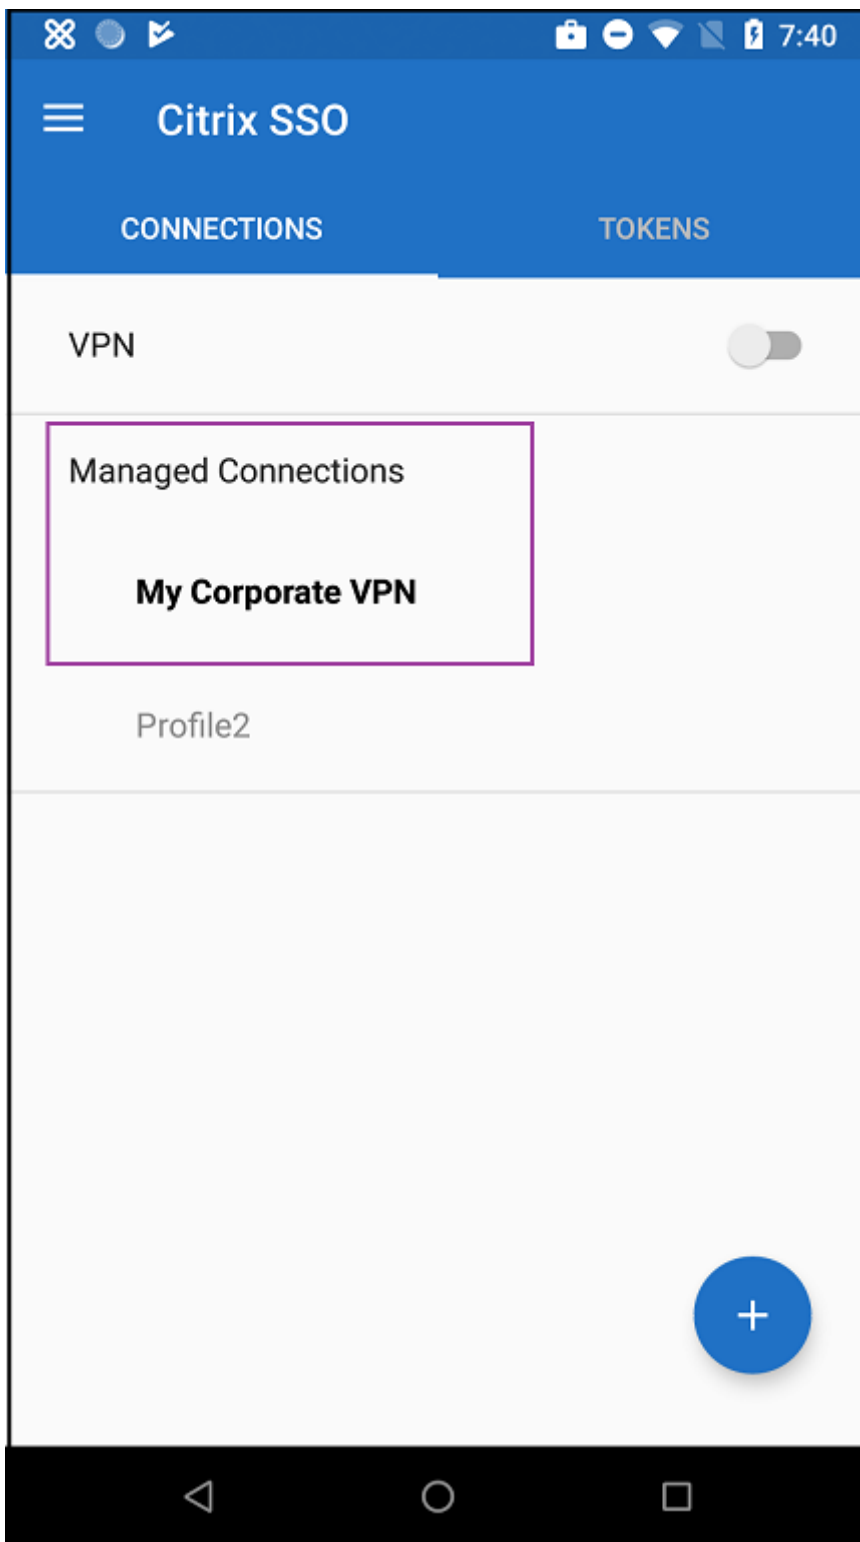 7:40
Citrix SSO
CONNECTIONS TOKENS
VPN
Managed Connections
My Corporate VPN
Profile2